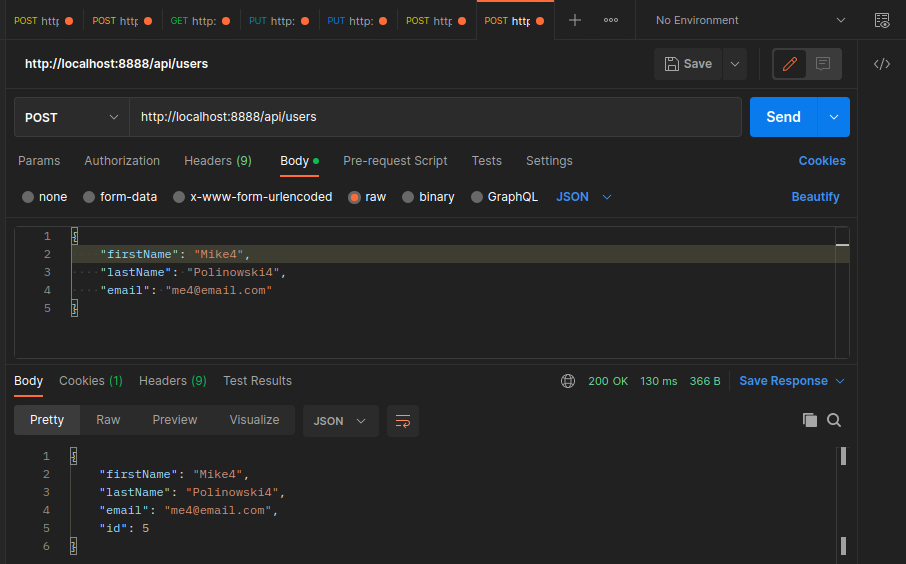 POST http POST http GET http: PUT http: PUT http: POST http POST http No Environment
http://localhost:8888/api/users Save
POST http://localhost:8888/api/users Send
Params Authorization Headers (9) Body Pre-request Script Tests Settings Cookies
none form-data x-www-form-urlencoded raw binary GraphQL JSON Beautify
1 {
2 "firstName": "Mike4",
3 "lastName": "Polinowski4",
4 "email": "me4@email.com"
5 }
Body Cookies (1) Headers (9) Test Results 200 OK 130 ms 366 B Save Response
Pretty Raw Preview Visualize JSON
1 {
2 "firstName": "Mike4",
3 "lastName": "Polinowski4",
4 "email": "me4@email.com",
5 "id": 5
6 }